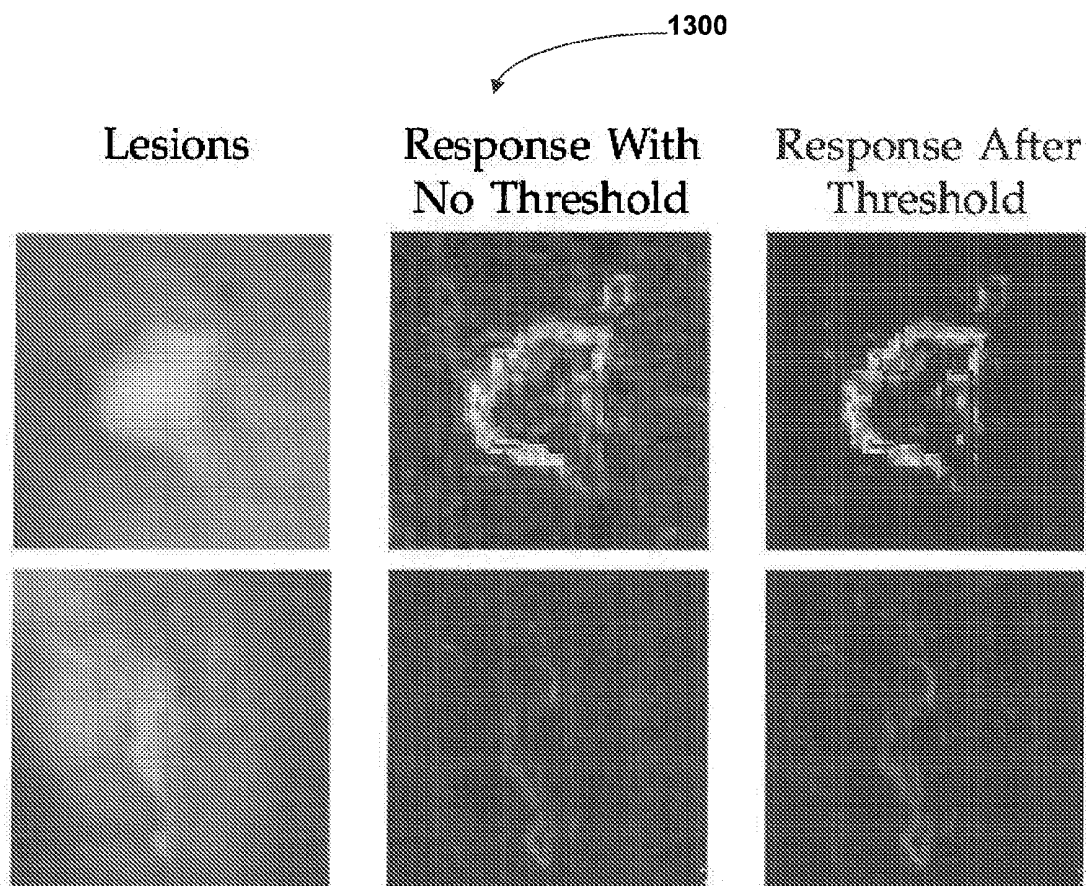 1300
Lesions
Response With
No Threshold
Response After
Threshold